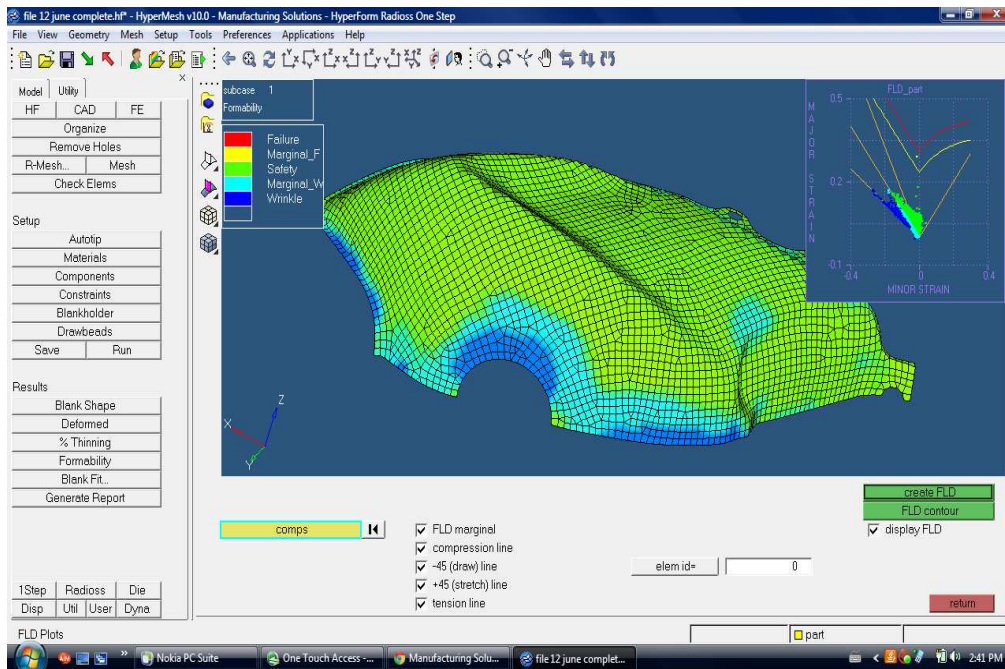 file 12 june complete.hf* - HyperMesh v10.0 - Manufacturing Solutions - HyperForm Radioss One Step
File View Geometry Mesh Setup Tools Preferences Applications Help
Model Utility
HF CAD FE
Organize
Remove Holes
R-Mesh... Mesh
Check Elems
Setup
Autotip
Materials
Components
Constraints
Blankholder
Drawbeads
Save Run
Results
Blank Shape
Deformed
% Thinning
Formability
Blank Fit...
Generate Report
1Step Radioss Die
Disp Util User Dyna
subcase 1
Formability
Failure
Marginal_F
Safety
Marginal_W
Wrinkle
FLD_part
MAJOR STRAIN
0.5
0.2
-0.1
-0.4 0 0.4
MINOR STRAIN
X
Y
Z
comps
FLD marginal
compression line
-45 (draw) line
+45 (stretch) line
tension line
elem id= 0
create FLD
FLD contour
display FLD
return
FLD Plots
part
Nokia PC Suite
One Touch Access -...
Manufacturing Solu...
file 12 june complet...
2:41 PM